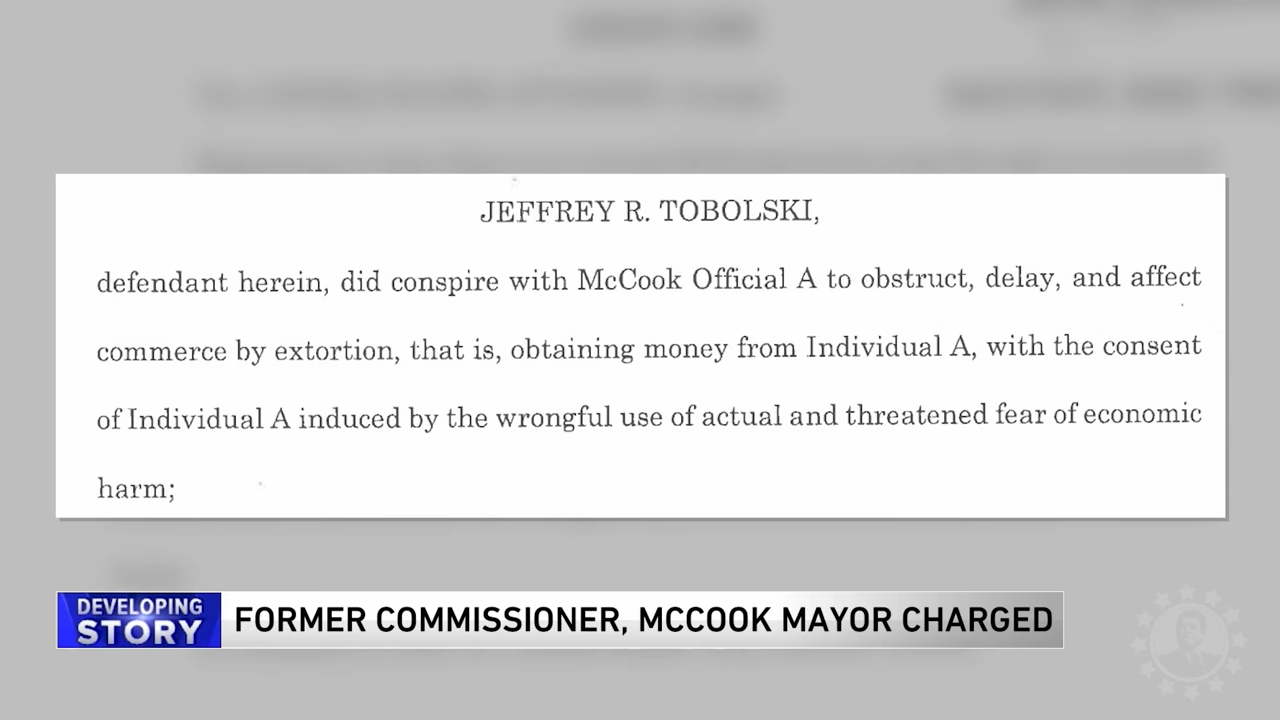 JEFFREY R. TOBOLSKI,
defendant herein, did conspire with McCook Official A to obstruct, delay, and affect
commerce by extortion, that is, obtaining money from Individual A, with the consent
of Individual A induced by the wrongful use of actual and threatened fear of economic
harm;
DEVELOPING
STORY
FORMER COMMISSIONER, MCCOOK MAYOR CHARGED